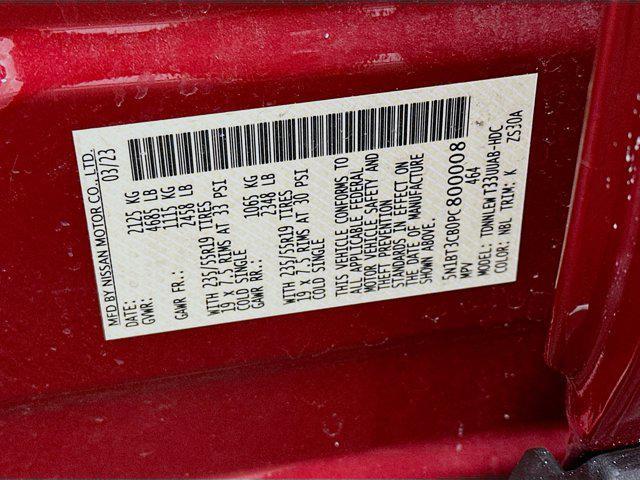 MFD BY NISSAN MOTOR CO., LTD.
DATE: 03/23
GVWR: 2125 KG
4685 LB
GAWR FR.: 1115 KG
2458 LB
WITH 235/55R19 TIRES
19 x 7.5 RIMS AT 33 PSI
COLD SINGLE
GAWR RR.: 1065 KG
2348 LB
WITH 235/55R19 TIRES
19 x 7.5 RIMS AT 30 PSI
COLD SINGLE
THIS VEHICLE CONFORMS TO
ALL APPLICABLE FEDERAL
MOTOR VEHICLE SAFETY AND
THEFT PREVENTION
STANDARDS IN EFFECT ON
THE DATE OF MANUFACTURE
SHOWN ABOVE.
5N1BT3CB0PC800008
MPV 464
MODEL: TDNNLEW T33UUAB-HDC
COLOR: NBL TRIM: K ZS30A